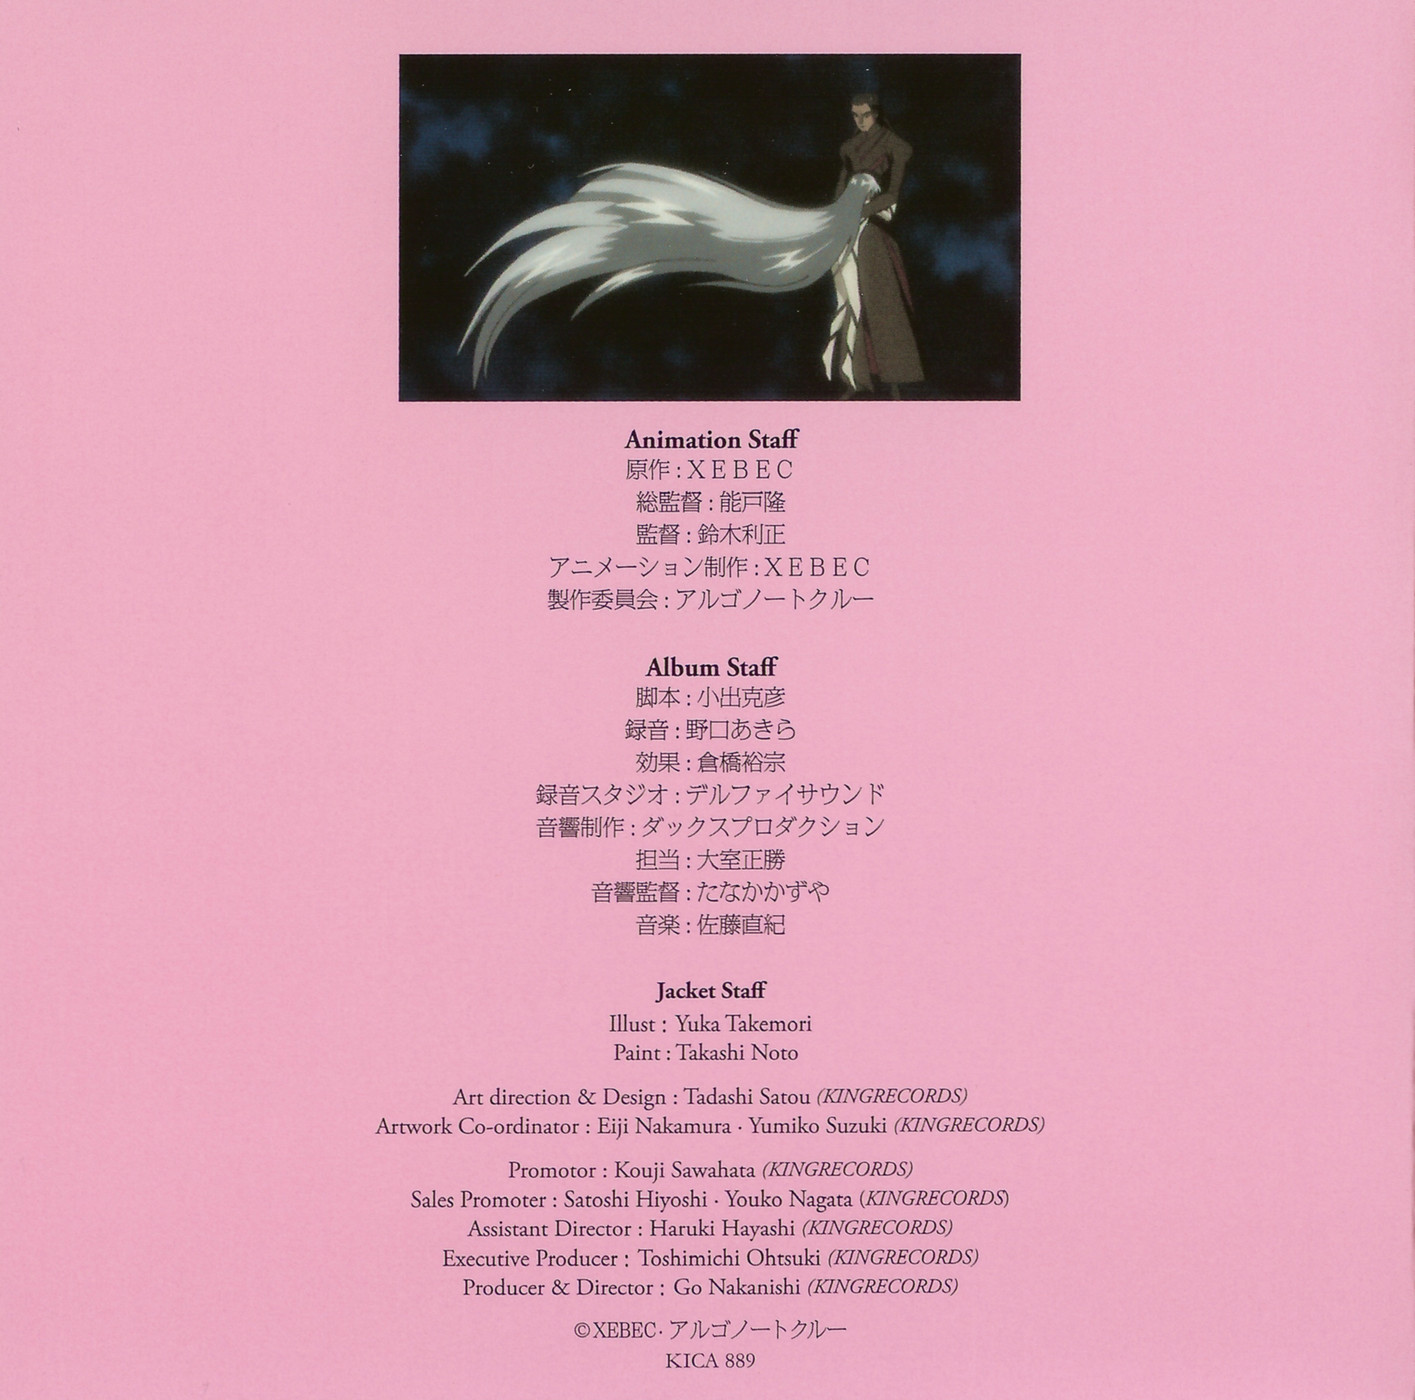 Animation Staff
原作 : XEBEC
総監督 : 能戸隆
監督 : 鈴木利正
アニメーション制作 : XEBEC
製作委員会 : アルゴノートクルー
Album Staff
脚本 : 小出克彦
録音 : 野口あきら
効果 : 倉橋裕宗
録音スタジオ : デルファイサウンド
音響制作 : ダックスプロダクション
担当 : 大室正勝
音響監督 : たなかかずや
音楽 : 佐藤直紀
Jacket Staff
Illust : Yuka Takemori
Paint : Takashi Noto
Art direction & Design : Tadashi Satou (KINGRECORDS)
Artwork Co-ordinator : Eiji Nakamura · Yumiko Suzuki (KINGRECORDS)
Promotor : Kouji Sawahata (KINGRECORDS)
Sales Promoter : Satoshi Hiyoshi · Youko Nagata (KINGRECORDS)
Assistant Director : Haruki Hayashi (KINGRECORDS)
Executive Producer : Toshimichi Ohtsuki (KINGRECORDS)
Producer & Director : Go Nakanishi (KINGRECORDS)
©XEBEC · アルゴノートクルー
KICA 889